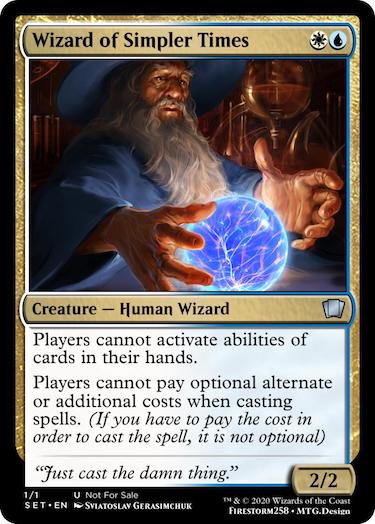 Wizard of Simpler Times
Creature — Human Wizard
Players cannot activate abilities of
cards in their hands.
Players cannot pay optional alternate
or additional costs when casting
spells. (If you have to pay the cost in
order to cast the spell, it is not optional)
“Just cast the damn thing.”
2/2
1/1 U Not For Sale
SET • EN Sviatoslav Gerasimchuk
™ & © 2020 Wizards of the Coast
Firestorm258 • MTG.Design